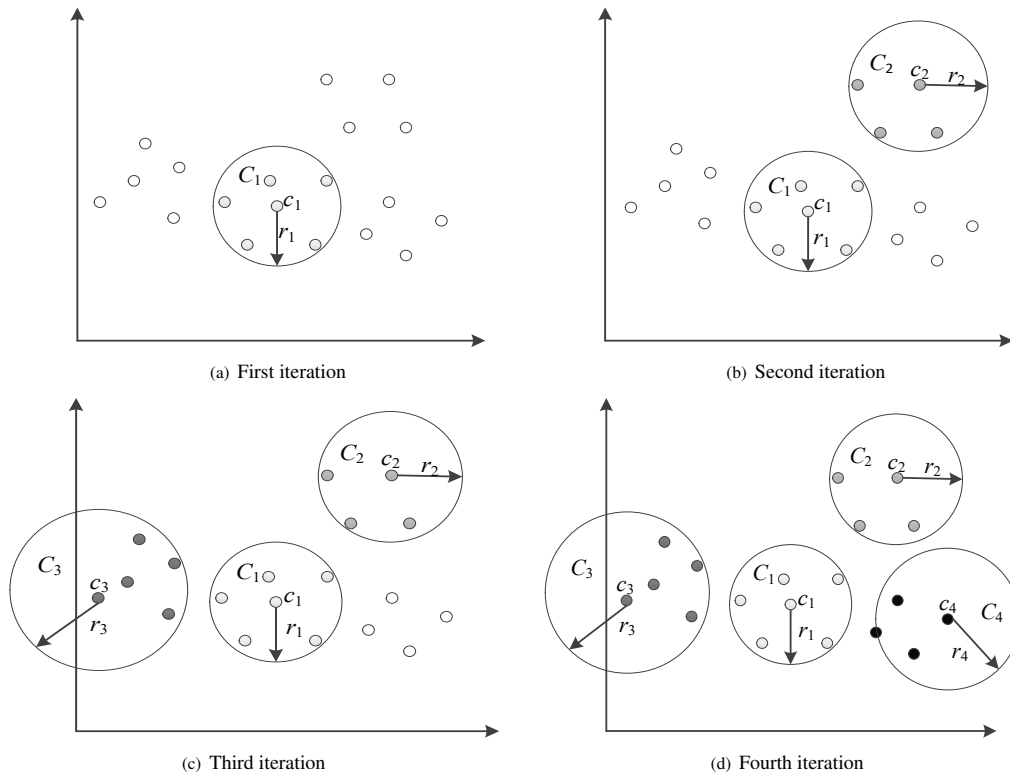 C1
c1
r1
(a) First iteration
C2
c2
r2
C1
c1
r1
(b) Second iteration
C2
c2
r2
C3
c3
r3
C1
c1
r1
(c) Third iteration
C2
c2
r2
C3
c3
r3
C1
c1
r1
c4
C4
r4
(d) Fourth iteration